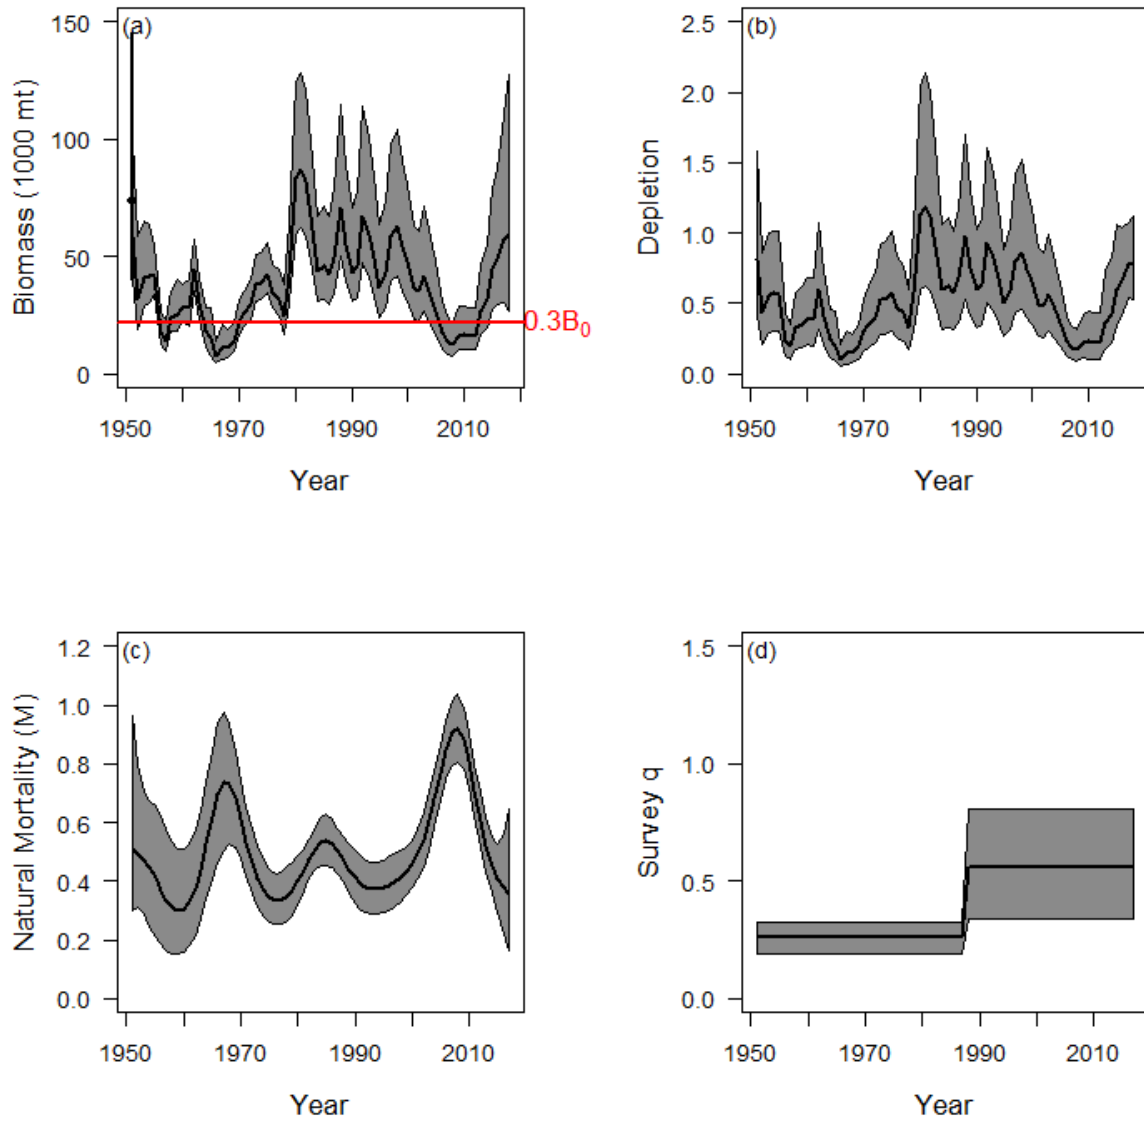 (a)
Biomass (1000 mt)
150
100
50
0
0.3B₀
1950 1970 1990 2010
Year
(b)
Depletion
2.5
2.0
1.5
1.0
0.5
0.0
1950 1970 1990 2010
Year
(c)
Natural Mortality (M)
1.2
1.0
0.8
0.6
0.4
0.2
0.0
1950 1970 1990 2010
Year
(d)
Survey q
1.5
1.0
0.5
0.0
1950 1970 1990 2010
Year